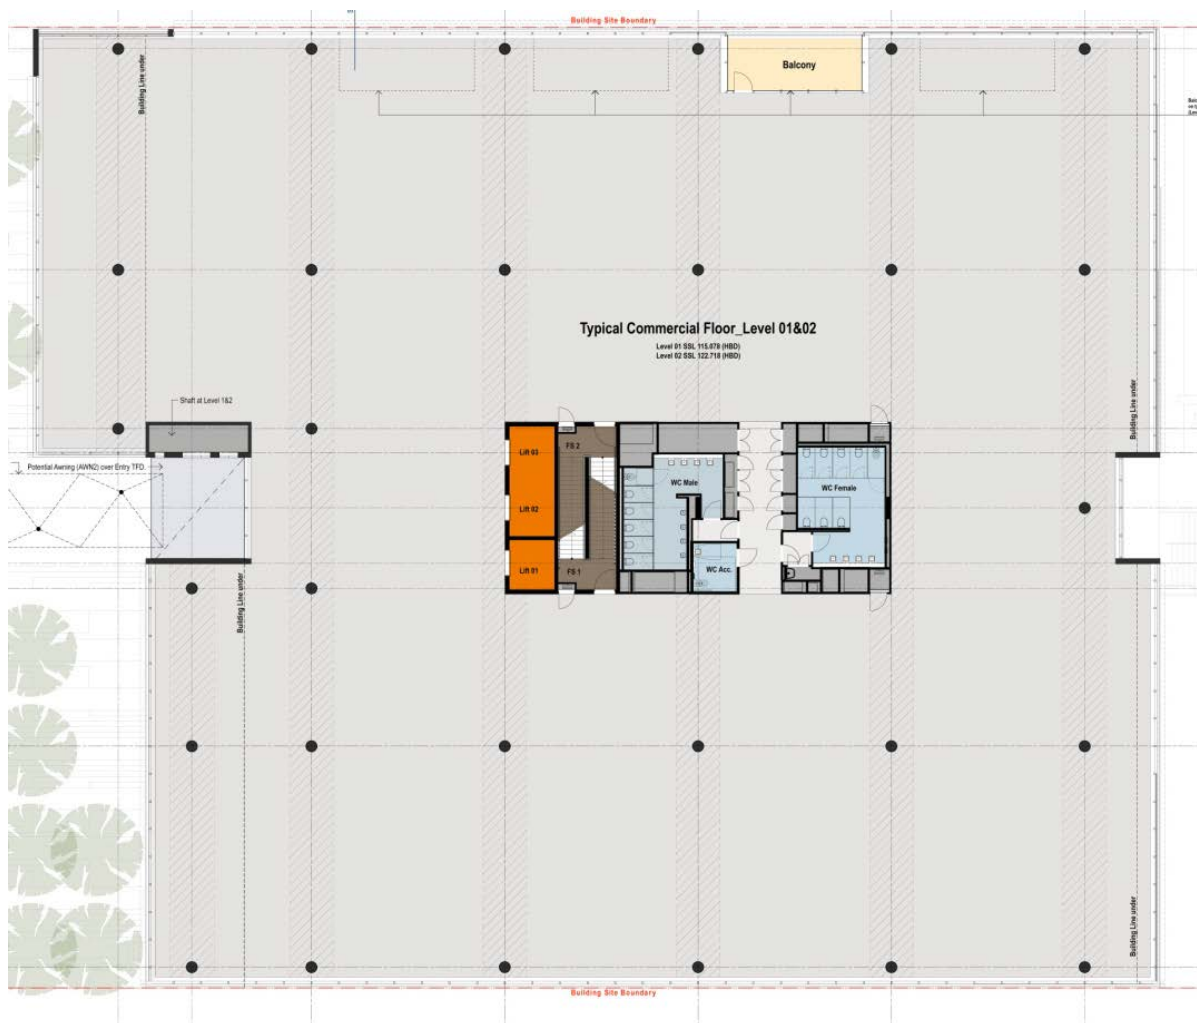 Building Site Boundary
Balcony
Building Line under
Typical Commercial Floor_Level 01&02
Level 01 SSL 115.078 (HBD)
Level 02 SSL 122.718 (HBD)
Building Line under
Shaft at Level 1&2
Potential Awning (AWN2) over Entry TFD.
Lift 03
FS 2
WC Male
WC Female
Lift 02
Lift 01
FS 1
WC Acc.
Building Line under
Building Line under
Building Site Boundary